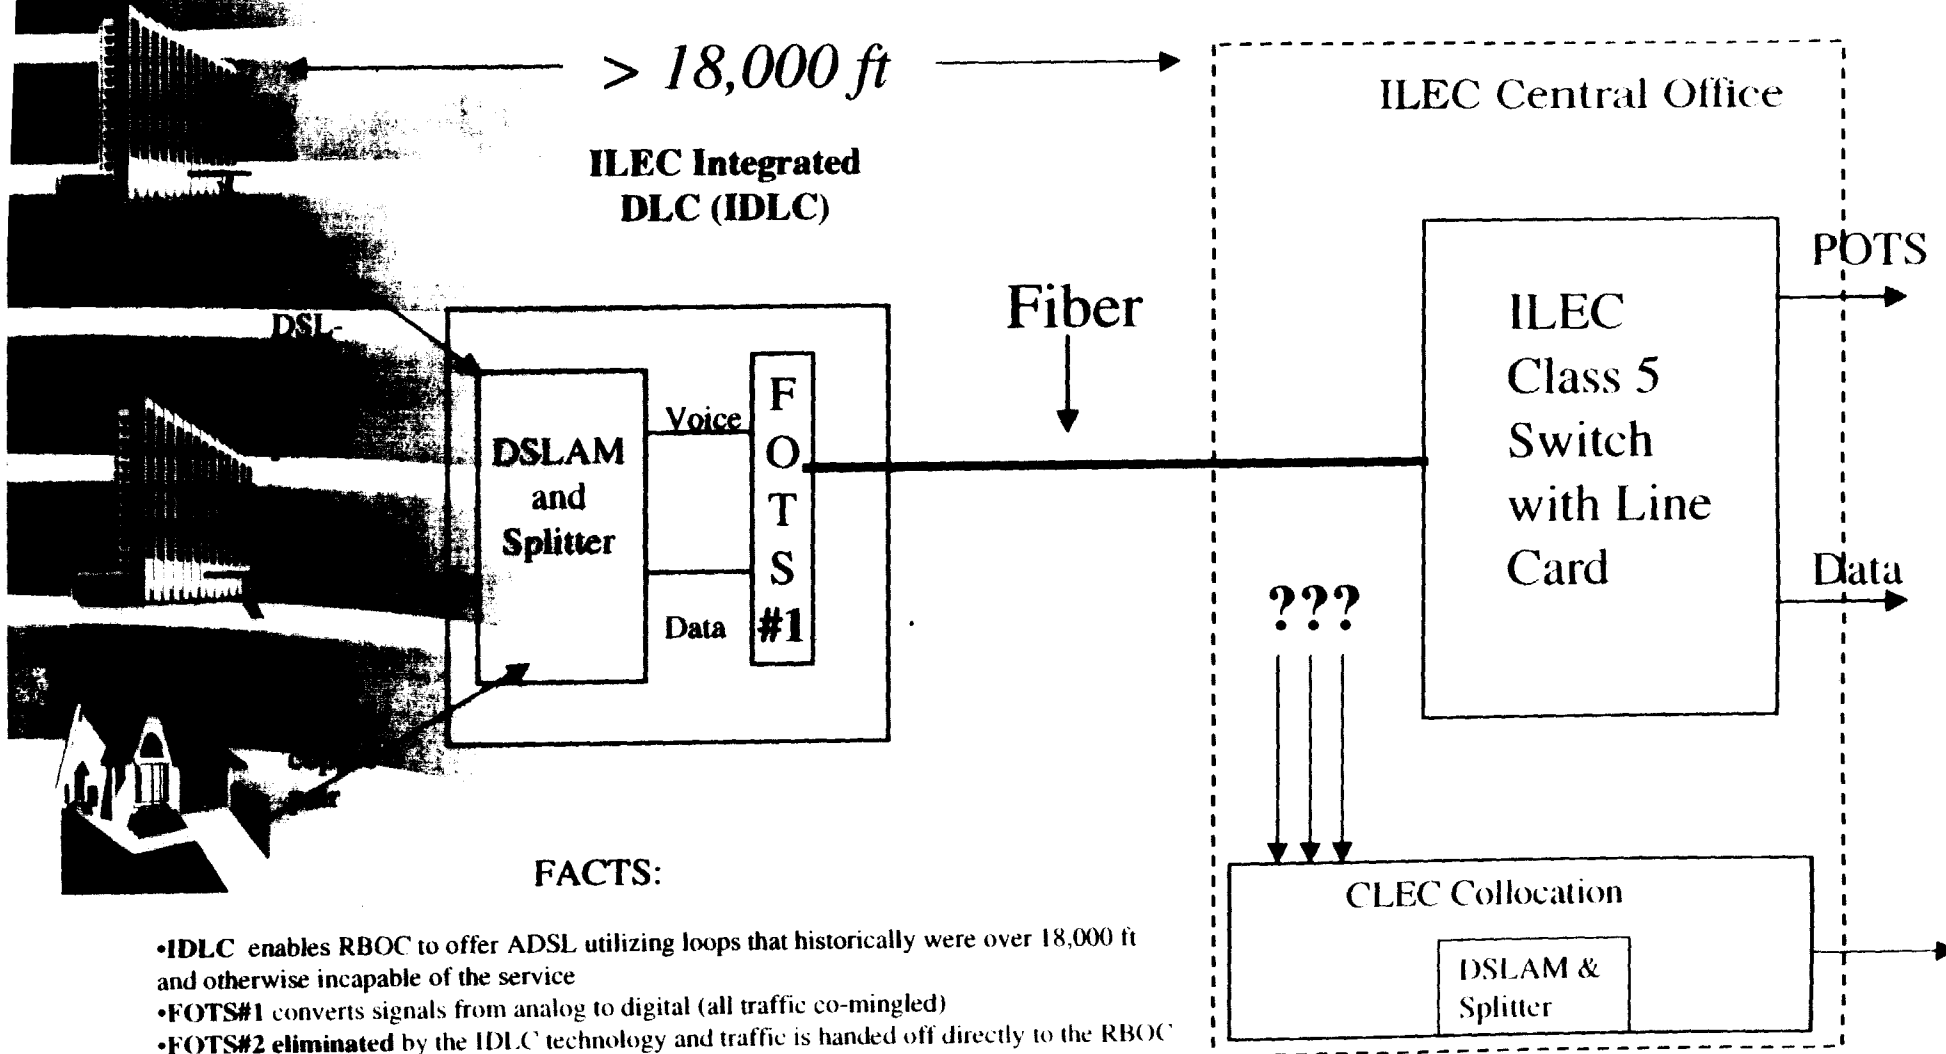 > 18,000 ft
ILEC Central Office
ILEC Integrated
DLC (IDLC)
POTS
Fiber
DSL-
ILEC
Class 5
Switch
with Line
Card
Voice
F
O
T
S
#1
DSLAM
and
Splitter
Data
Data
???
FACTS:
CLEC Collocation
DSLAM &
Splitter
•IDLC enables RBOC to offer ADSL utilizing loops that historically were over 18,000 ft
and otherwise incapable of the service
•FOTS#1 converts signals from analog to digital (all traffic co-mingled)
•FOTS#2 eliminated by the IDLC technology and traffic is handed off directly to the RBOC